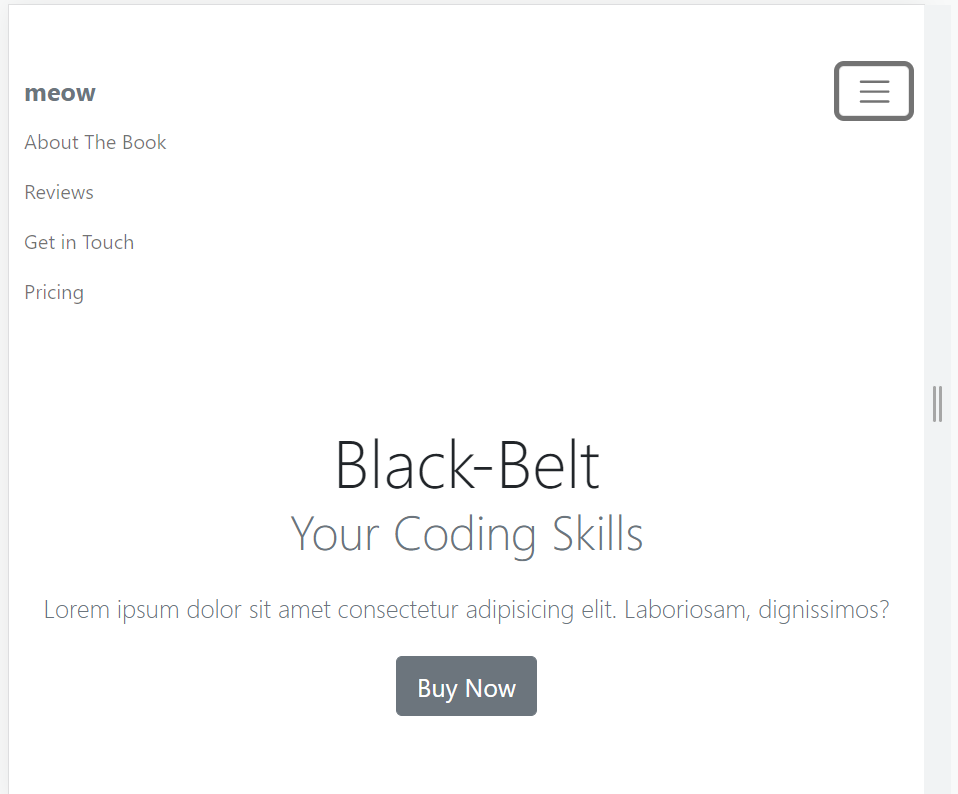 meow
About The Book
Reviews
Get in Touch
Pricing
Black-Belt
Your Coding Skills
Lorem ipsum dolor sit amet consectetur adipisicing elit. Laboriosam, dignissimos?
Buy Now